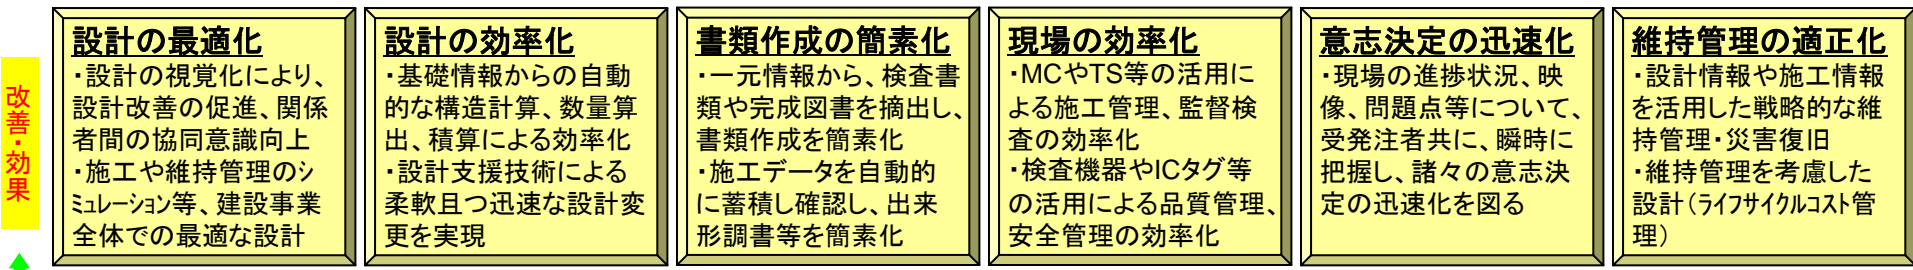 改善・効果
設計の最適化
・設計の視覚化により、
設計改善の促進、関係
者間の協同意識向上
・施工や維持管理のシ
ミュレーション等、建設事業
全体での最適な設計
設計の効率化
・基礎情報からの自動
的な構造計算、数量算
出、積算による効率化
・設計支援技術による
柔軟且つ迅速な設計変
更を実現
書類作成の簡素化
・一元情報から、検査書
類や完成図書を摘出し、
書類作成を簡素化
・施工データを自動的
に蓄積し確認し、出来
形調書等を簡素化
現場の効率化
・MCやTS等の活用に
よる施工管理、監督検
査の効率化
・検査機器やICタグ等
の活用による品質管理、
安全管理の効率化
意志決定の迅速化
・現場の進捗状況、映
像、問題点等について、
受発注者共に、瞬時に
把握し、諸々の意志決
定の迅速化を図る
維持管理の適正化
・設計情報や施工情報
を活用した戦略的な維
持管理・災害復旧
・維持管理を考慮した
設計（ライフサイクルコスト管
理）